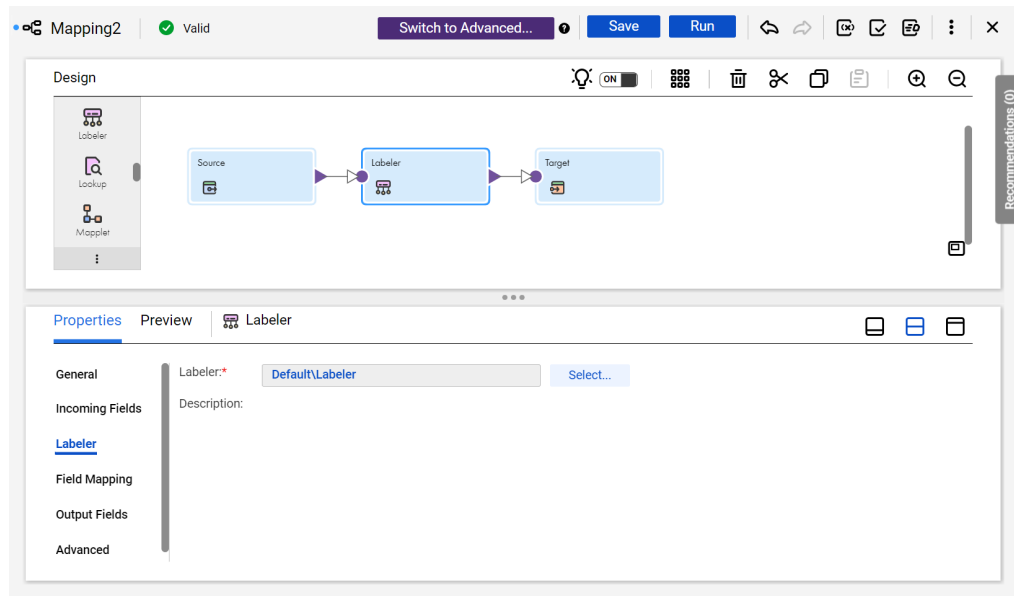 Mapping2
Valid
Switch to Advanced...
?
Save
Run
Design
ON
Labeler
Lookup
Mapplet
Source
Labeler
Target
Recommendations (0)
Properties
Preview
Labeler
General
Incoming Fields
Labeler
Field Mapping
Output Fields
Advanced
Labeler:*
Default\Labeler
Select...
Description: